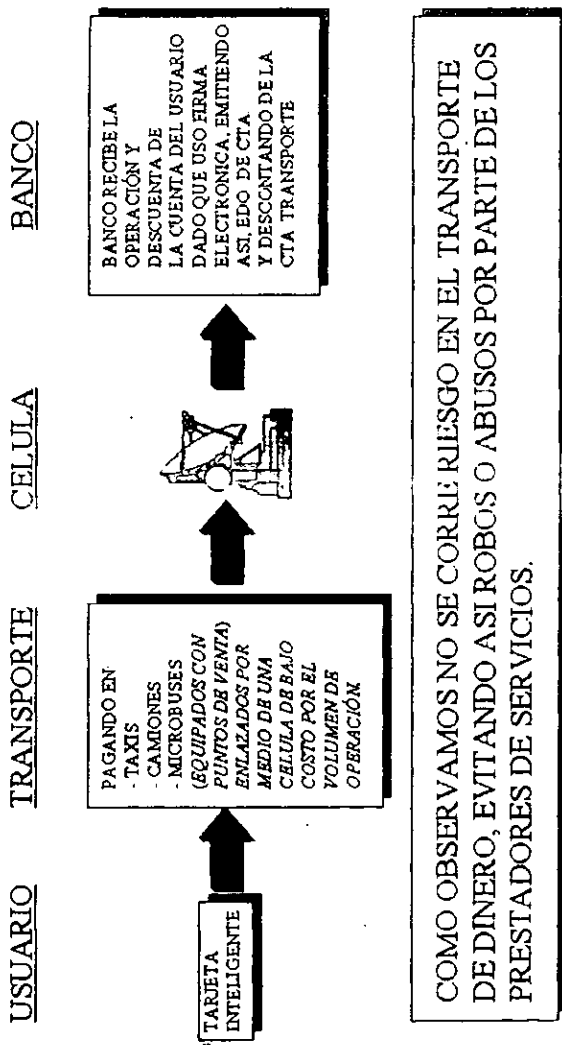 USUARIO
TRANSPORTE
CELULA
BANCO
TARJETA
INTELIGENTE
PAGANDO EN:
- TAXIS
- CAMIONES
- MICROBUSES
(EQUIPADOS CON
PUNTOS DE VENTA)
ENLAZADOS POR
MEDIO DE UNA
CELULA DE BAJO
COSTO POR EL
VOLUMEN DE
OPERACIÓN.
BANCO RECIBE LA
OPERACIÓN Y
DESCUENTA DE
LA CUENTA DEL USUARIO
DADO QUE USO FIRMA
ELECTRONICA, EMITIENDO
ASI, EDO DE CTA
Y DESCONTANDO DE LA
CTA TRANSPORTE
COMO OBSERVAMOS NO SE CORRE RIESGO EN EL TRANSPORTE
DE DINERO, EVITANDO ASI ROBOS O ABUSOS POR PARTE DE LOS
PRESTADORES DE SERVICIOS.